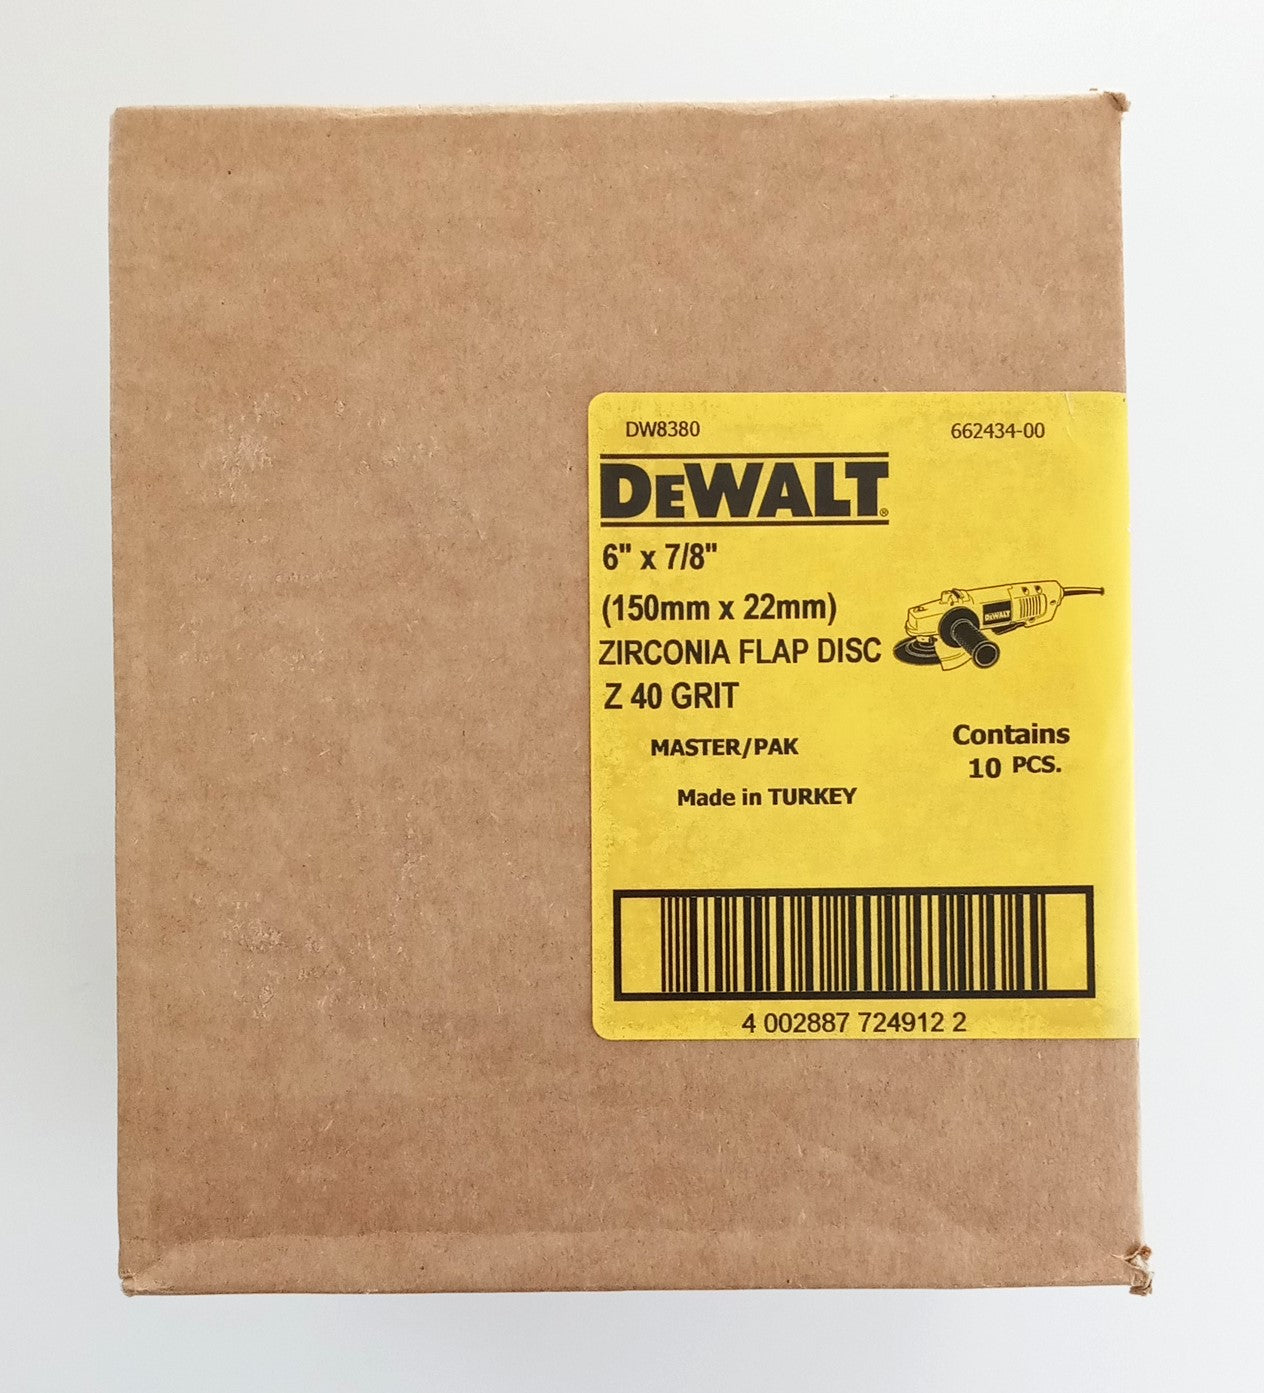 DW8380 662434-00
DeWALT®
6" x 7/8"
(150mm x 22mm)
DeWALT
ZIRCONIA FLAP DISC
Z 40 GRIT
MASTER/PAK
Contains
10 PCS.
Made in TURKEY
4 002887 724912 2